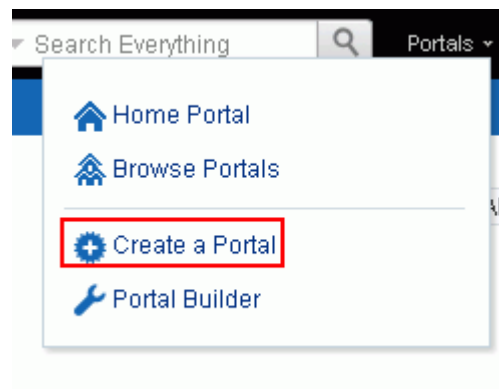 Search Everything
Portals
Home Portal
Browse Portals
Create a Portal
Portal Builder